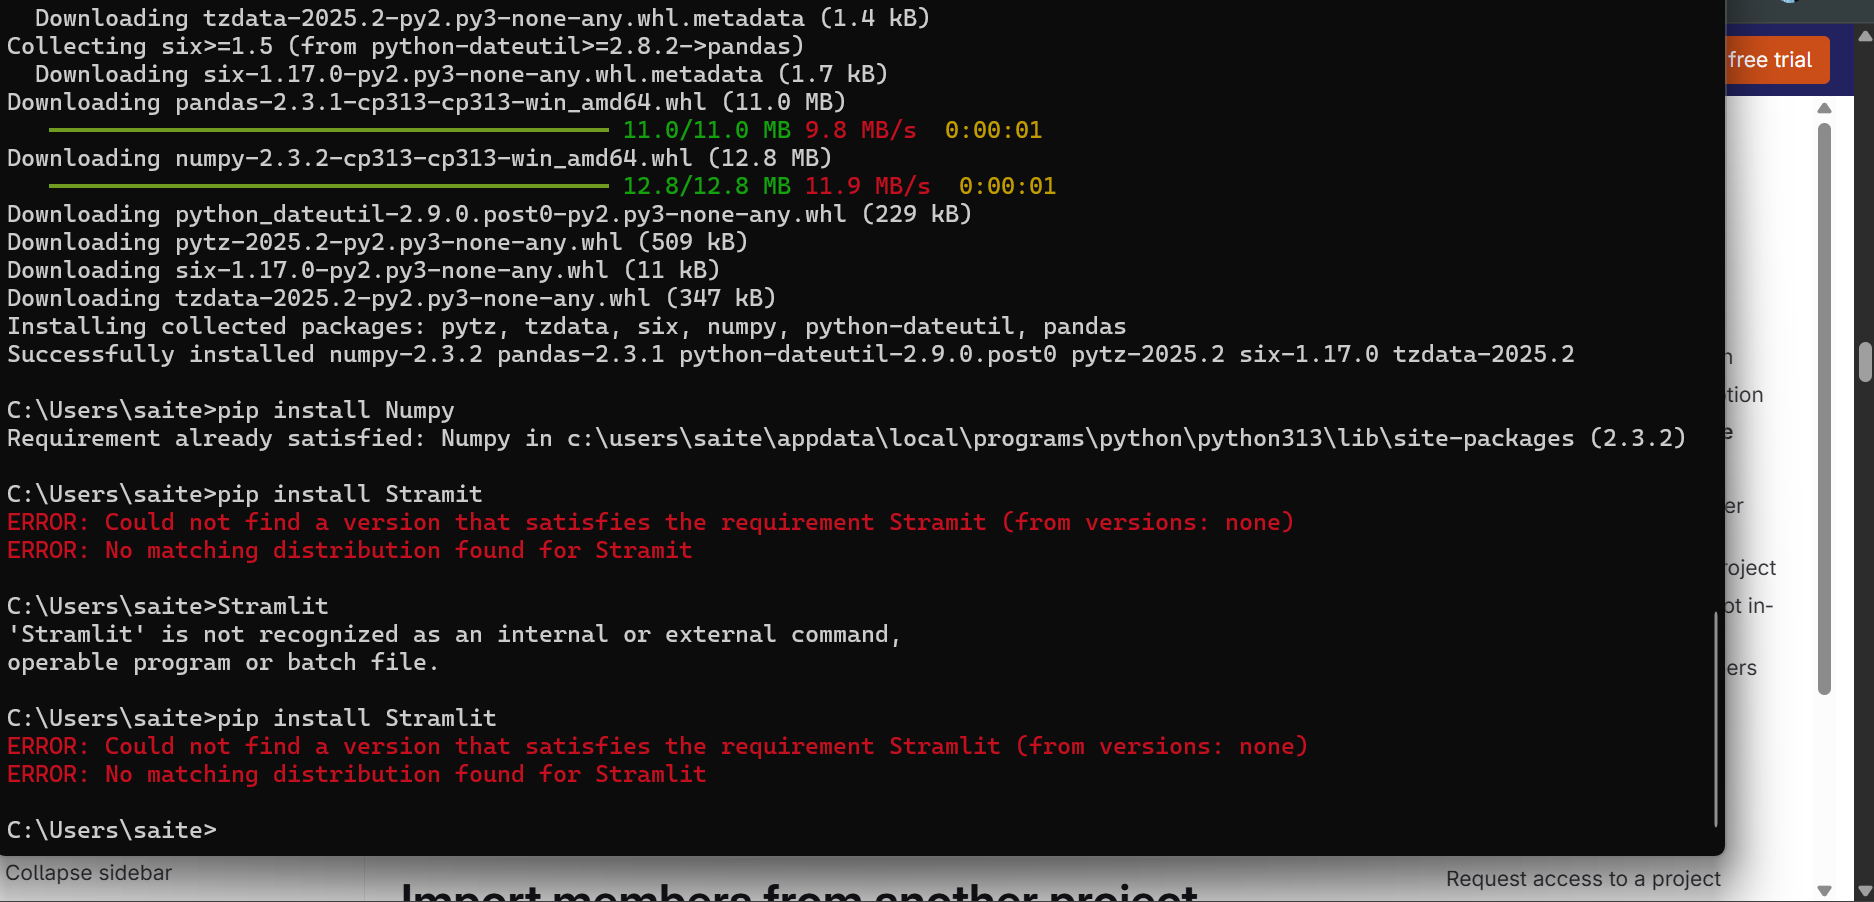 Downloading tzdata-2025.2-py2.py3-none-any.whl.metadata (1.4 kB)
Collecting six>=1.5 (from python-dateutil>=2.8.2->pandas)
Downloading six-1.17.0-py2.py3-none-any.whl.metadata (1.7 kB)
Downloading pandas-2.3.1-cp313-cp313-win_amd64.whl (11.0 MB)
11.0/11.0 MB 9.8 MB/s 0:00:01
Downloading numpy-2.3.2-cp313-cp313-win_amd64.whl (12.8 MB)
12.8/12.8 MB 11.9 MB/s 0:00:01
Downloading python_dateutil-2.9.0.post0-py2.py3-none-any.whl (229 kB)
Downloading pytz-2025.2-py2.py3-none-any.whl (509 kB)
Downloading six-1.17.0-py2.py3-none-any.whl (11 kB)
Downloading tzdata-2025.2-py2.py3-none-any.whl (347 kB)
Installing collected packages: pytz, tzdata, six, numpy, python-dateutil, pandas
Successfully installed numpy-2.3.2 pandas-2.3.1 python-dateutil-2.9.0.post0 pytz-2025.2 six-1.17.0 tzdata-2025.2
C:\Users\saite>pip install Numpy
Requirement already satisfied: Numpy in c:\users\saite\appdata\local\programs\python\python313\lib\site-packages (2.3.2)
C:\Users\saite>pip install Stramit
ERROR: Could not find a version that satisfies the requirement Stramit (from versions: none)
ERROR: No matching distribution found for Stramit
C:\Users\saite>Stramlit
'Stramlit' is not recognized as an internal or external command,
operable program or batch file.
C:\Users\saite>pip install Stramlit
ERROR: Could not find a version that satisfies the requirement Stramlit (from versions: none)
ERROR: No matching distribution found for Stramlit
C:\Users\saite>
free trial
tion
e
er
roject
pt in-
ers
Collapse sidebar
Import members from another project
Request access to a project